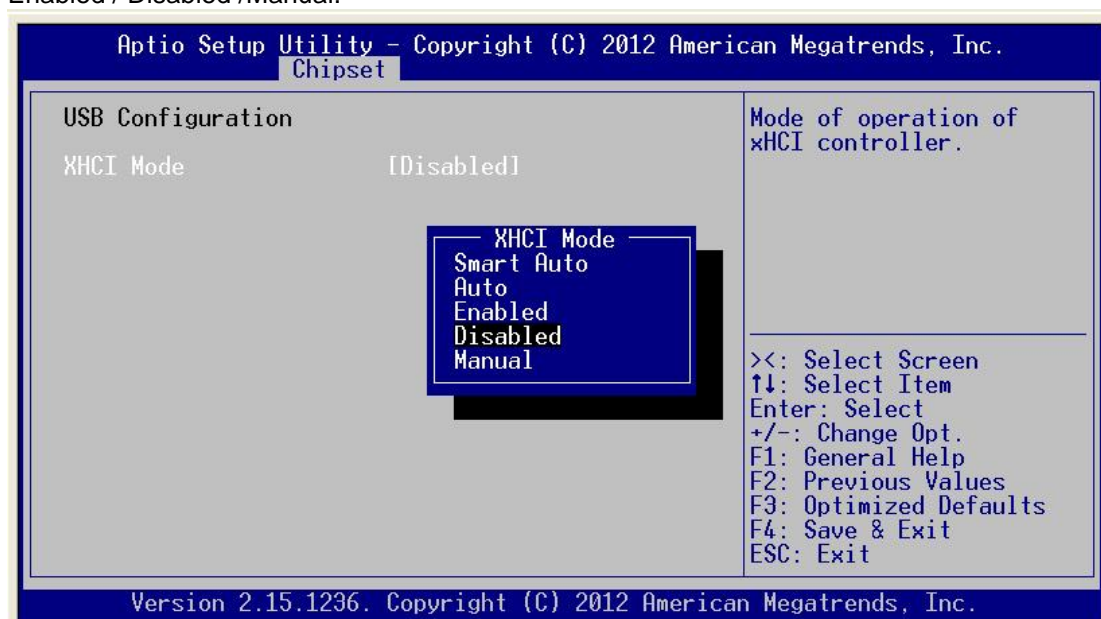 Enabled / Disabled /Manual.
Aptio Setup Utility – Copyright (C) 2012 American Megatrends, Inc.
Chipset
USB Configuration
XHCI Mode [Disabled]
XHCI Mode
Smart Auto
Auto
Enabled
Disabled
Manual
Mode of operation of
xHCI controller.
><: Select Screen
↑↓: Select Item
Enter: Select
+/-: Change Opt.
F1: General Help
F2: Previous Values
F3: Optimized Defaults
F4: Save & Exit
ESC: Exit
Version 2.15.1236. Copyright (C) 2012 American Megatrends, Inc.